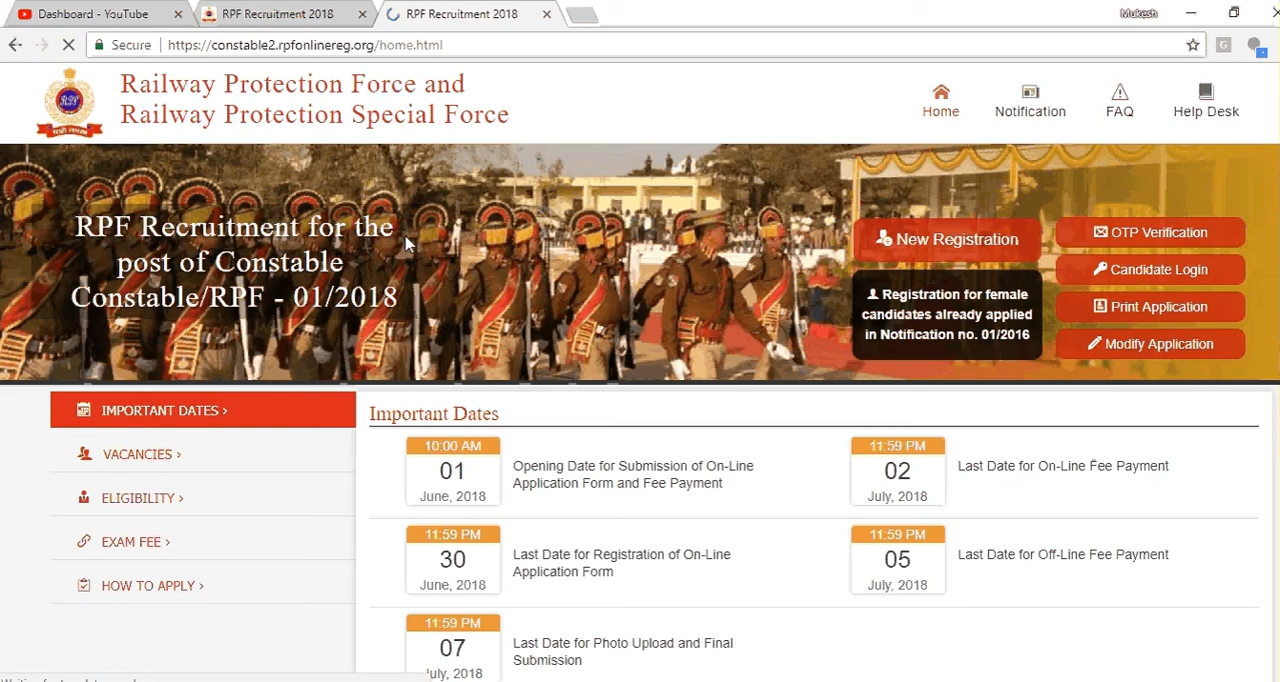 Dashboard - YouTube
RPF Recruitment 2018
RPF Recruitment 2018
Mukesh
Secure
https://constable2.rpfonlinereg.org/home.html
G
RPF
Railway Protection Force and
Railway Protection Special Force
Home
Notification
FAQ
Help Desk
RPF Recruitment for the
post of Constable
Constable/RPF - 01/2018
New Registration
Registration for female
candidates already applied
in Notification no. 01/2016
OTP Verification
Candidate Login
Print Application
Modify Application
IMPORTANT DATES ›
VACANCIES ›
ELIGIBILITY ›
EXAM FEE ›
HOW TO APPLY ›
Important Dates
10:00 AM
01
June, 2018
Opening Date for Submission of On-Line
Application Form and Fee Payment
11:59 PM
02
July, 2018
Last Date for On-Line Fee Payment
11:59 PM
30
June, 2018
Last Date for Registration of On-Line
Application Form
11:59 PM
05
July, 2018
Last Date for Off-Line Fee Payment
11:59 PM
07
July, 2018
Last Date for Photo Upload and Final
Submission